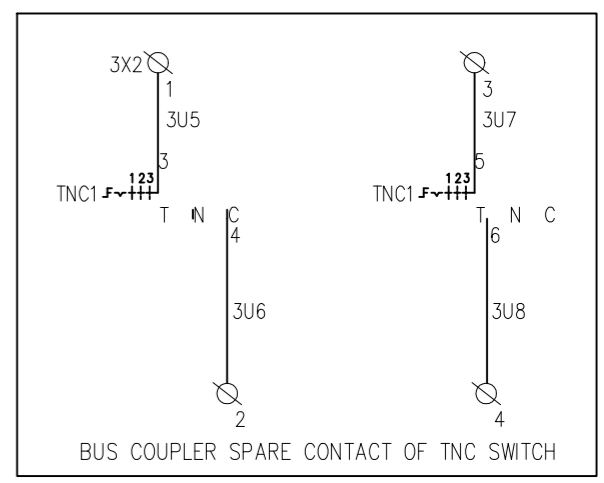 3X2
1
3
3U5
3U7
3
5
123
123
TNC1
TNC1
T N C
T N C
4
6
3U6
3U8
2
4
BUS COUPLER SPARE CONTACT OF TNC SWITCH